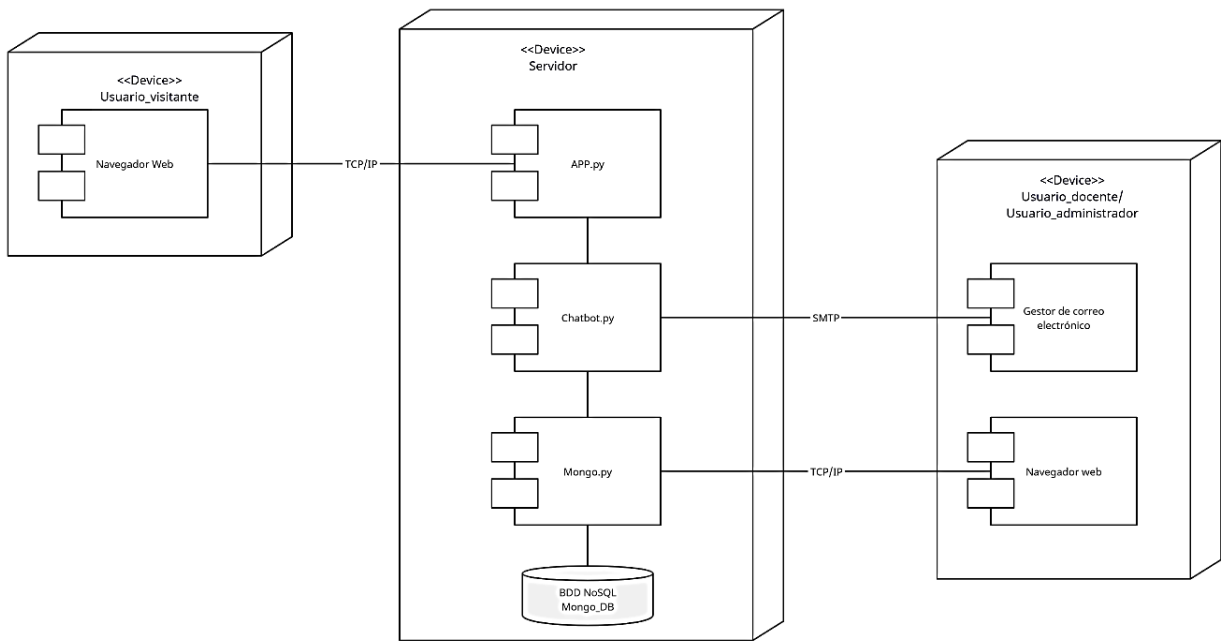 <<Device>>
Usuario_visitante
Navegador Web
TCP/IP
<<Device>>
Servidor
APP.py
Chatbot.py
Mongo.py
BDD NoSQL
Mongo_DB
SMTP
TCP/IP
<<Device>>
Usuario_docente/
Usuario_administrador
Gestor de correo
electrónico
Navegador web